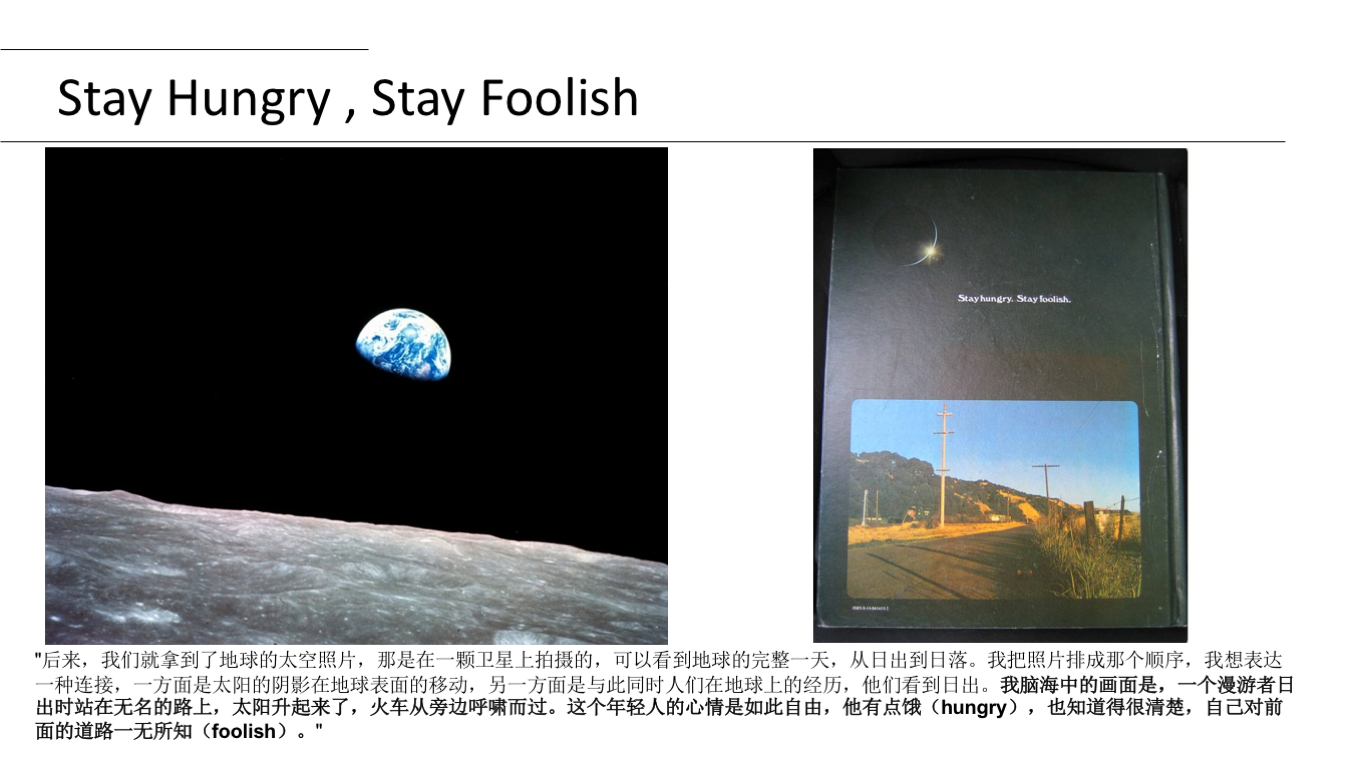 Stay Hungry , Stay Foolish
Stay hungry. Stay foolish.
"后来，我们就拿到了地球的太空照片，那是在一颗卫星上拍摄的，可以看到地球的完整一天，从日出到日落。我把照片排成那个顺序，我想表达
一种连接，一方面是太阳的阴影在地球表面的移动，另一方面是与此同时人们在地球上的经历，他们看到日出。我脑海中的画面是，一个漫游者日
出时站在无名的路上，太阳升起来了，火车从旁边呼啸而过。这个年轻人的心情是如此自由，他有点饿（hungry），也知道得很清楚，自己对前
面的道路一无所知（foolish）。"